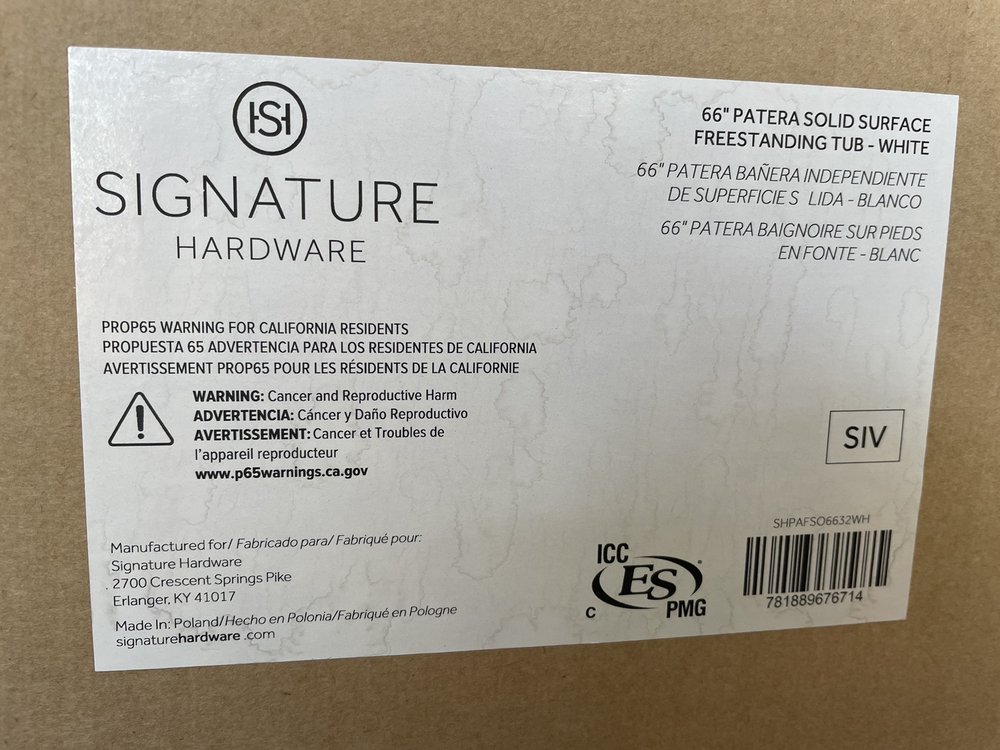 SH
SIGNATURE
HARDWARE
66" PATERA SOLID SURFACE
FREESTANDING TUB - WHITE
66" PATERA BAÑERA INDEPENDIENTE
DE SUPERFICIE S LIDA - BLANCO
66" PATERA BAIGNOIRE SUR PIEDS
EN FONTE - BLANC
PROP65 WARNING FOR CALIFORNIA RESIDENTS
PROPUESTA 65 ADVERTENCIA PARA LOS RESIDENTES DE CALIFORNIA
AVERTISSEMENT PROP65 POUR LES RÉSIDENTS DE LA CALIFORNIE
WARNING: Cancer and Reproductive Harm
ADVERTENCIA: Cáncer y Daño Reproductivo
AVERTISSEMENT: Cancer et Troubles de
l'appareil reproducteur
www.p65warnings.ca.gov
SIV
Manufactured for/ Fabricado para/ Fabriqué pour:
Signature Hardware
2700 Crescent Springs Pike
Erlanger, KY 41017
Made In: Poland/Hecho en Polonia/Fabriqué en Pologne
signaturehardware .com
ICC
ES
C
PMG
®
SHPAFSO6632WH
781889676714